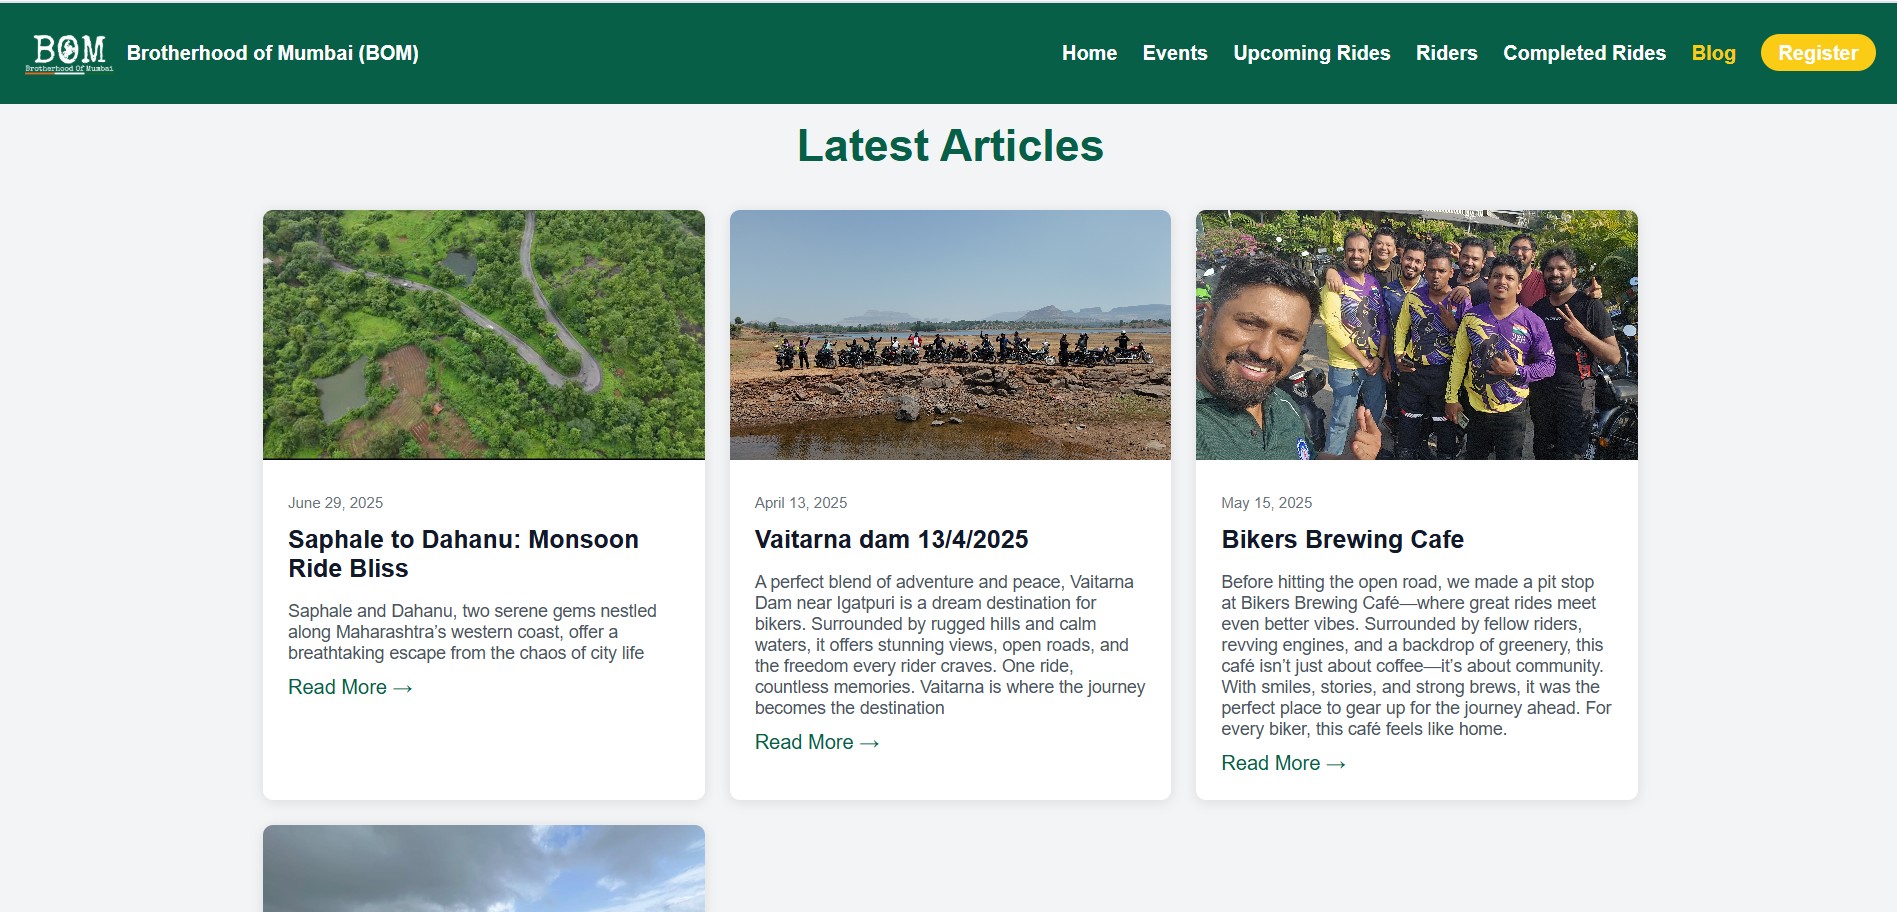 BOM
Brotherhood Of Mumbai
Brotherhood of Mumbai (BOM)
Home
Events
Upcoming Rides
Riders
Completed Rides
Blog
Register
Latest Articles
June 29, 2025
Saphale to Dahanu: Monsoon
Ride Bliss
Saphale and Dahanu, two serene gems nestled
along Maharashtra’s western coast, offer a
breathtaking escape from the chaos of city life
Read More →
April 13, 2025
Vaitarna dam 13/4/2025
A perfect blend of adventure and peace, Vaitarna
Dam near Igatpuri is a dream destination for
bikers. Surrounded by rugged hills and calm
waters, it offers stunning views, open roads, and
the freedom every rider craves. One ride,
countless memories. Vaitarna is where the journey
becomes the destination
Read More →
May 15, 2025
Bikers Brewing Cafe
Before hitting the open road, we made a pit stop
at Bikers Brewing Café—where great rides meet
even better vibes. Surrounded by fellow riders,
revving engines, and a backdrop of greenery, this
café isn’t just about coffee—it’s about community.
With smiles, stories, and strong brews, it was the
perfect place to gear up for the journey ahead. For
every biker, this café feels like home.
Read More →